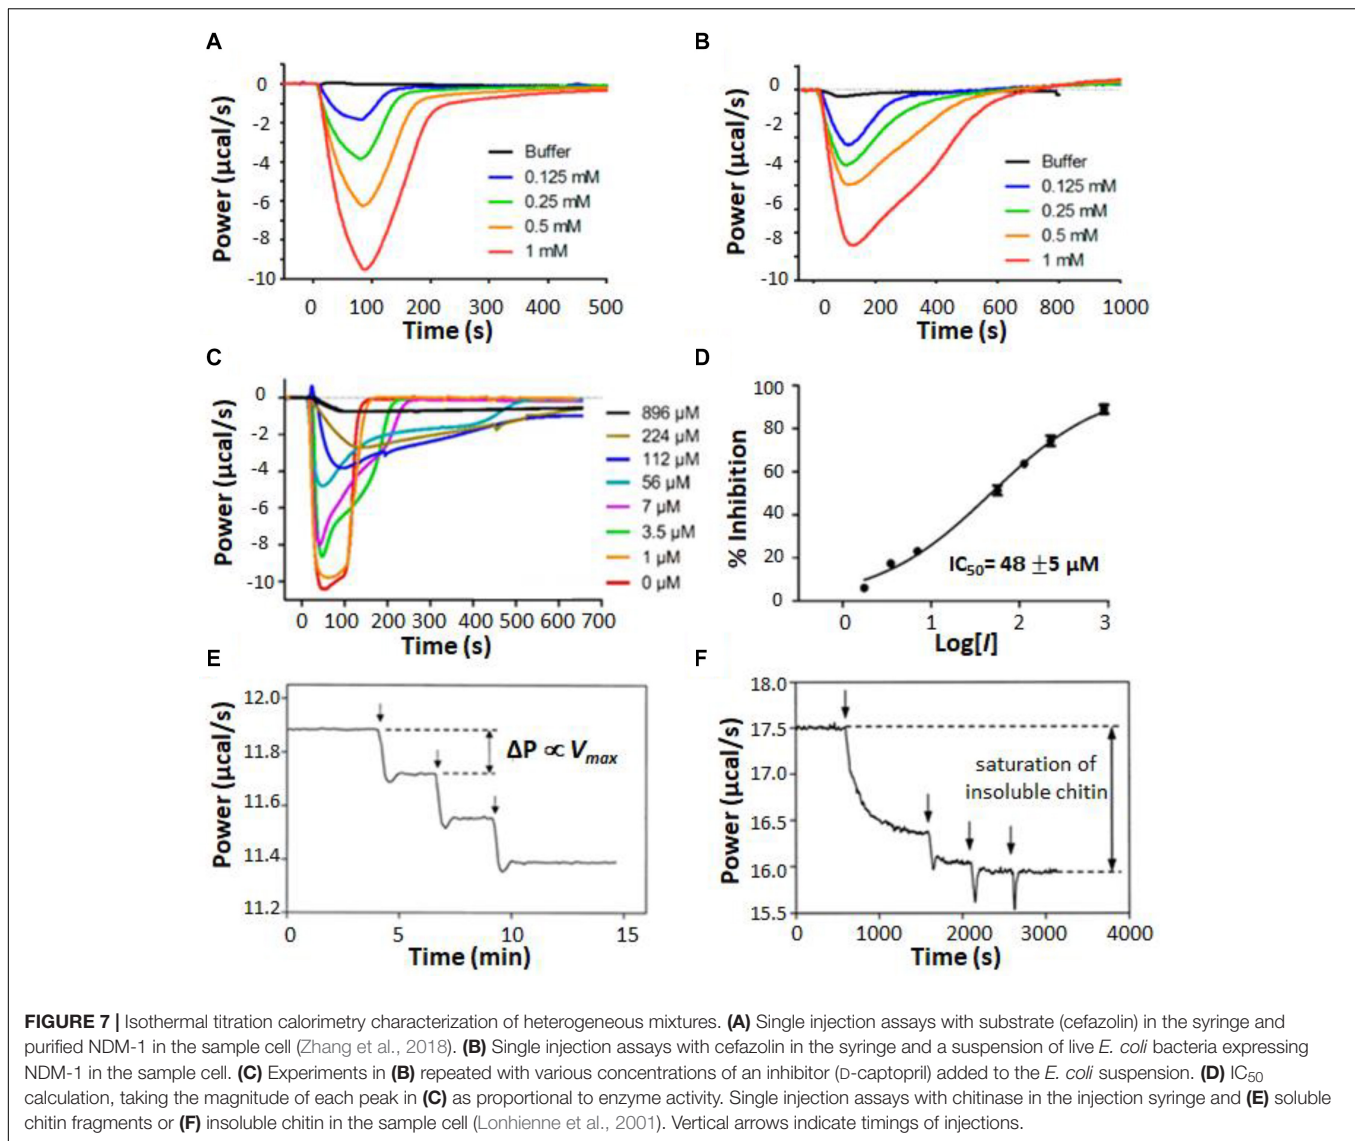 A
0
-2
-4
-6
-8
-10
Power (µcal/s)
Buffer
0.125 mM
0.25 mM
0.5 mM
1 mM
0 100 200 300 400 500
Time (s)
B
0
-2
-4
-6
-8
-10
Power (µcal/s)
Buffer
0.125 mM
0.25 mM
0.5 mM
1 mM
0 200 400 600 800 1000
Time (s)
C
0
-2
-4
-6
-8
-10
Power (µcal/s)
896 µM
224 µM
112 µM
56 µM
7 µM
3.5 µM
1 µM
0 µM
0 100 200 300 400 500 600 700
Time (s)
D
100
80
60
40
20
0
% Inhibition
IC50= 48 ±5 µM
0 1 2 3
Log[I]
E
12.0
11.8
11.6
11.4
11.2
Power (µcal/s)
ΔP ∝ Vmax
0 5 10 15
Time (min)
F
18.0
17.5
17.0
16.5
16.0
15.5
Power (µcal/s)
saturation of
insoluble chitin
0 1000 2000 3000 4000
Time (s)
FIGURE 7 | Isothermal titration calorimetry characterization of heterogeneous mixtures. (A) Single injection assays with substrate (cefazolin) in the syringe and
purified NDM-1 in the sample cell (Zhang et al., 2018). (B) Single injection assays with cefazolin in the syringe and a suspension of live E. coli bacteria expressing
NDM-1 in the sample cell. (C) Experiments in (B) repeated with various concentrations of an inhibitor (D-captopril) added to the E. coli suspension. (D) IC50
calculation, taking the magnitude of each peak in (C) as proportional to enzyme activity. Single injection assays with chitinase in the injection syringe and (E) soluble
chitin fragments or (F) insoluble chitin in the sample cell (Lonhienne et al., 2001). Vertical arrows indicate timings of injections.